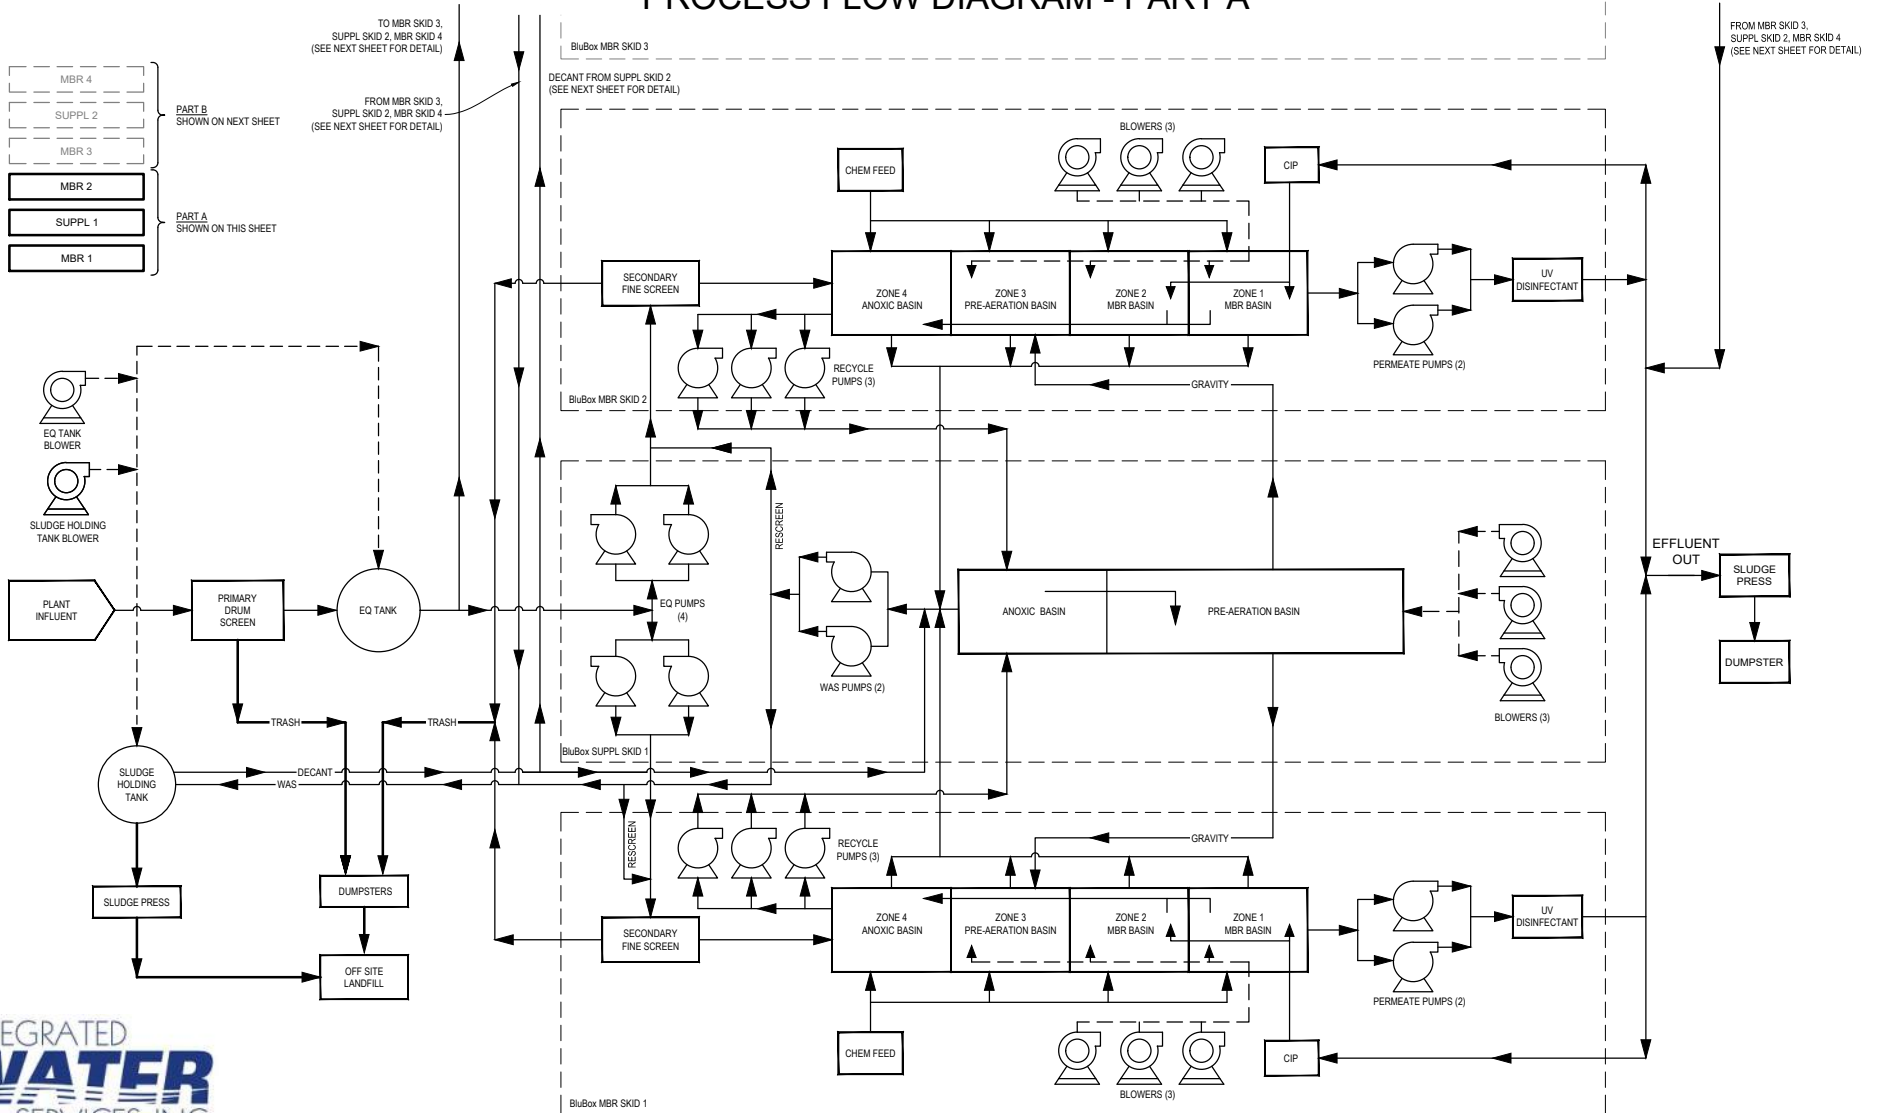 PROCESS FLOW DIAGRAM - PART A
TO MBR SKID 3,
SUPPL SKID 2, MBR SKID 4
(SEE NEXT SHEET FOR DETAIL)
BluBox MBR SKID 3
FROM MBR SKID 3,
SUPPL SKID 2, MBR SKID 4
(SEE NEXT SHEET FOR DETAIL)
MBR 4
SUPPL 2
MBR 3
PART B
SHOWN ON NEXT SHEET
MBR 2
SUPPL 1
MBR 1
PART A
SHOWN ON THIS SHEET
FROM MBR SKID 3,
SUPPL SKID 2, MBR SKID 4
(SEE NEXT SHEET FOR DETAIL)
DECANT FROM SUPPL SKID 2
(SEE NEXT SHEET FOR DETAIL)
BLOWERS (3)
CHEM FEED
CIP
SECONDARY
FINE SCREEN
ZONE 4
ANOXIC BASIN
ZONE 3
PRE-AERATION BASIN
ZONE 2
MBR BASIN
ZONE 1
MBR BASIN
UV
DISINFECTANT
PERMEATE PUMPS (2)
RECYCLE
PUMPS (3)
GRAVITY
BluBox MBR SKID 2
EQ TANK
BLOWER
SLUDGE HOLDING
TANK BLOWER
PLANT
INFLUENT
PRIMARY
DRUM
SCREEN
EQ TANK
EQ PUMPS
(4)
RESCREEN
WAS PUMPS (2)
ANOXIC BASIN
PRE-AERATION BASIN
BLOWERS (3)
EFFLUENT
OUT
SLUDGE
PRESS
DUMPSTER
TRASH
TRASH
BluBox SUPPL SKID 1
SLUDGE
HOLDING
TANK
DECANT
WAS
RESCREEN
RECYCLE
PUMPS (3)
GRAVITY
SLUDGE PRESS
DUMPSTERS
OFF SITE
LANDFILL
SECONDARY
FINE SCREEN
ZONE 4
ANOXIC BASIN
ZONE 3
PRE-AERATION BASIN
ZONE 2
MBR BASIN
ZONE 1
MBR BASIN
UV
DISINFECTANT
PERMEATE PUMPS (2)
CHEM FEED
BLOWERS (3)
CIP
BluBox MBR SKID 1
EGRATED
WATER
SERVICES, INC